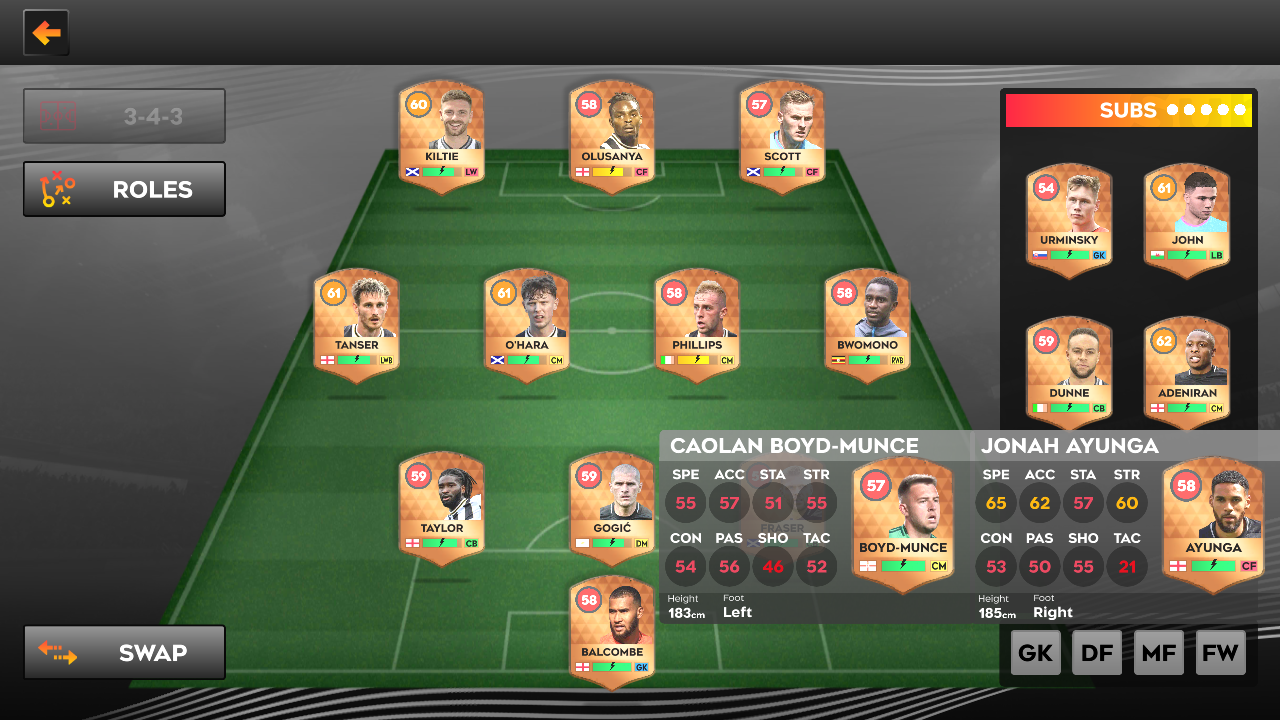 3-4-3
ROLES
SWAP
60
KILTIE
LW
58
OLUSANYA
CF
57
SCOTT
CF
61
TANSER
LWB
61
O'HARA
CM
58
PHILLIPS
CM
58
BWOMONO
RWB
59
TAYLOR
CB
59
GOGIĆ
DM
FRASER
58
BALCOMBE
GK
SUBS
54
URMINSKY
GK
61
JOHN
LB
59
DUNNE
CB
62
ADENIRAN
CM
CAOLAN BOYD-MUNCE
SPE ACC STA STR
55 57 51 55
CON PAS SHO TAC
54 56 46 52
Height Foot
183cm Left
57
BOYD-MUNCE
CM
JONAH AYUNGA
SPE ACC STA STR
65 62 57 60
CON PAS SHO TAC
53 50 55 21
Height Foot
185cm Right
58
AYUNGA
CF
GK DF MF FW